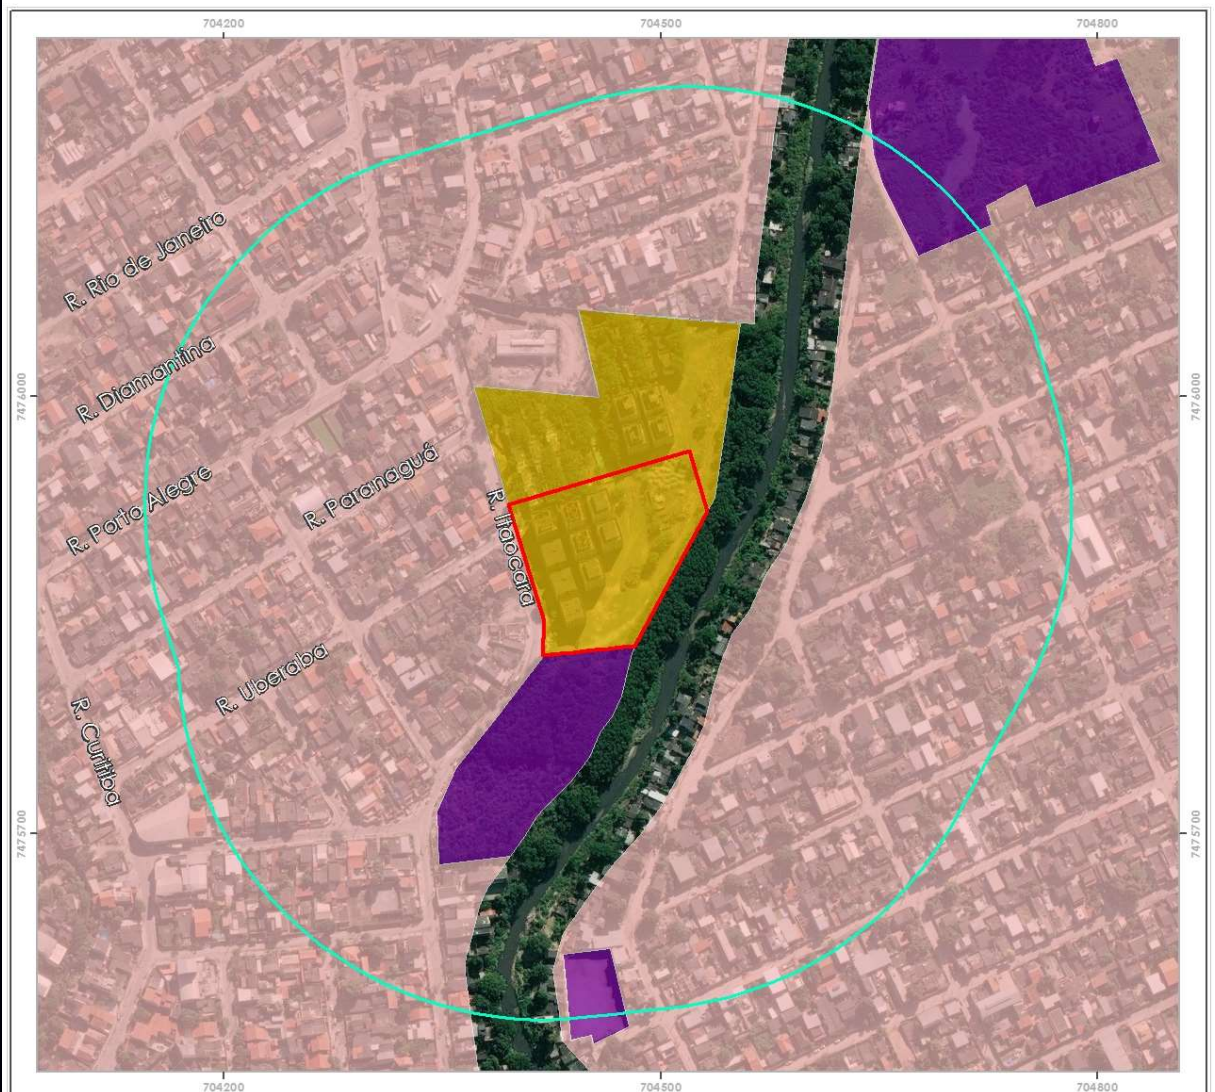 704200
704500
704800
R. Rio de Janeiro
R. Diamantina
7476000
7476000
R. Paranaguá
R. Porto Alegre
R. Itaocara
R. Uberaba
R. Curitiba
7475700
7475700
704200
704500
704800